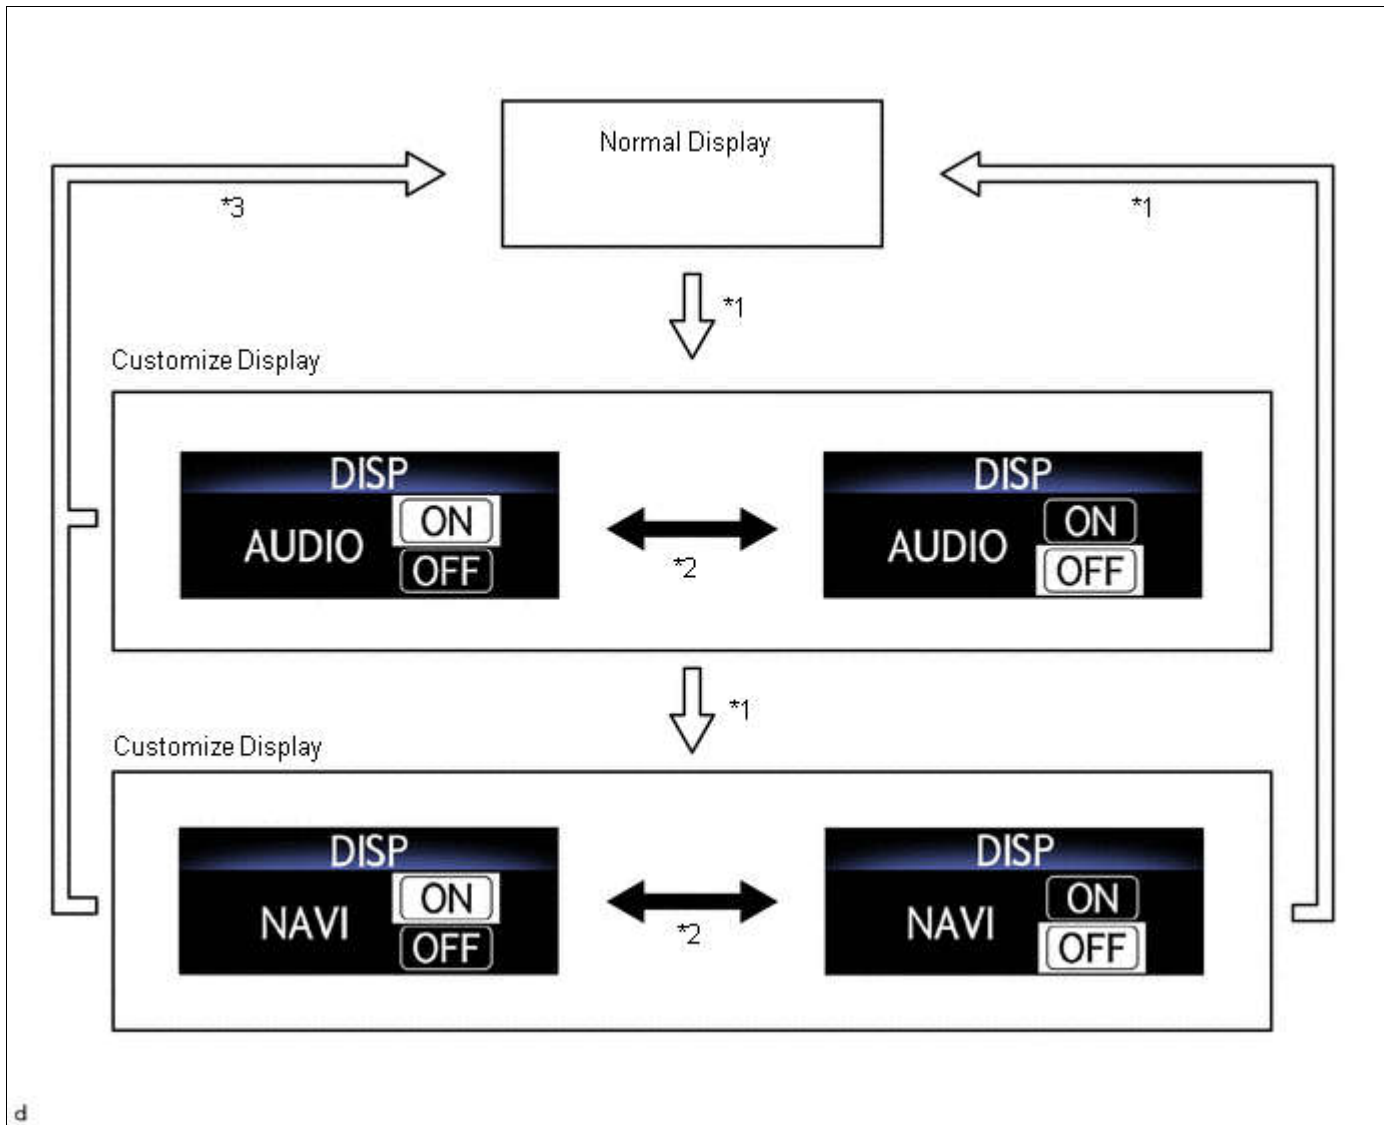 Normal Display
*3
*1
*1
Customize Display
DISP
AUDIO
ON
OFF
*2
DISP
AUDIO
ON
OFF
*1
Customize Display
DISP
NAVI
ON
OFF
*2
DISP
NAVI
ON
OFF
d